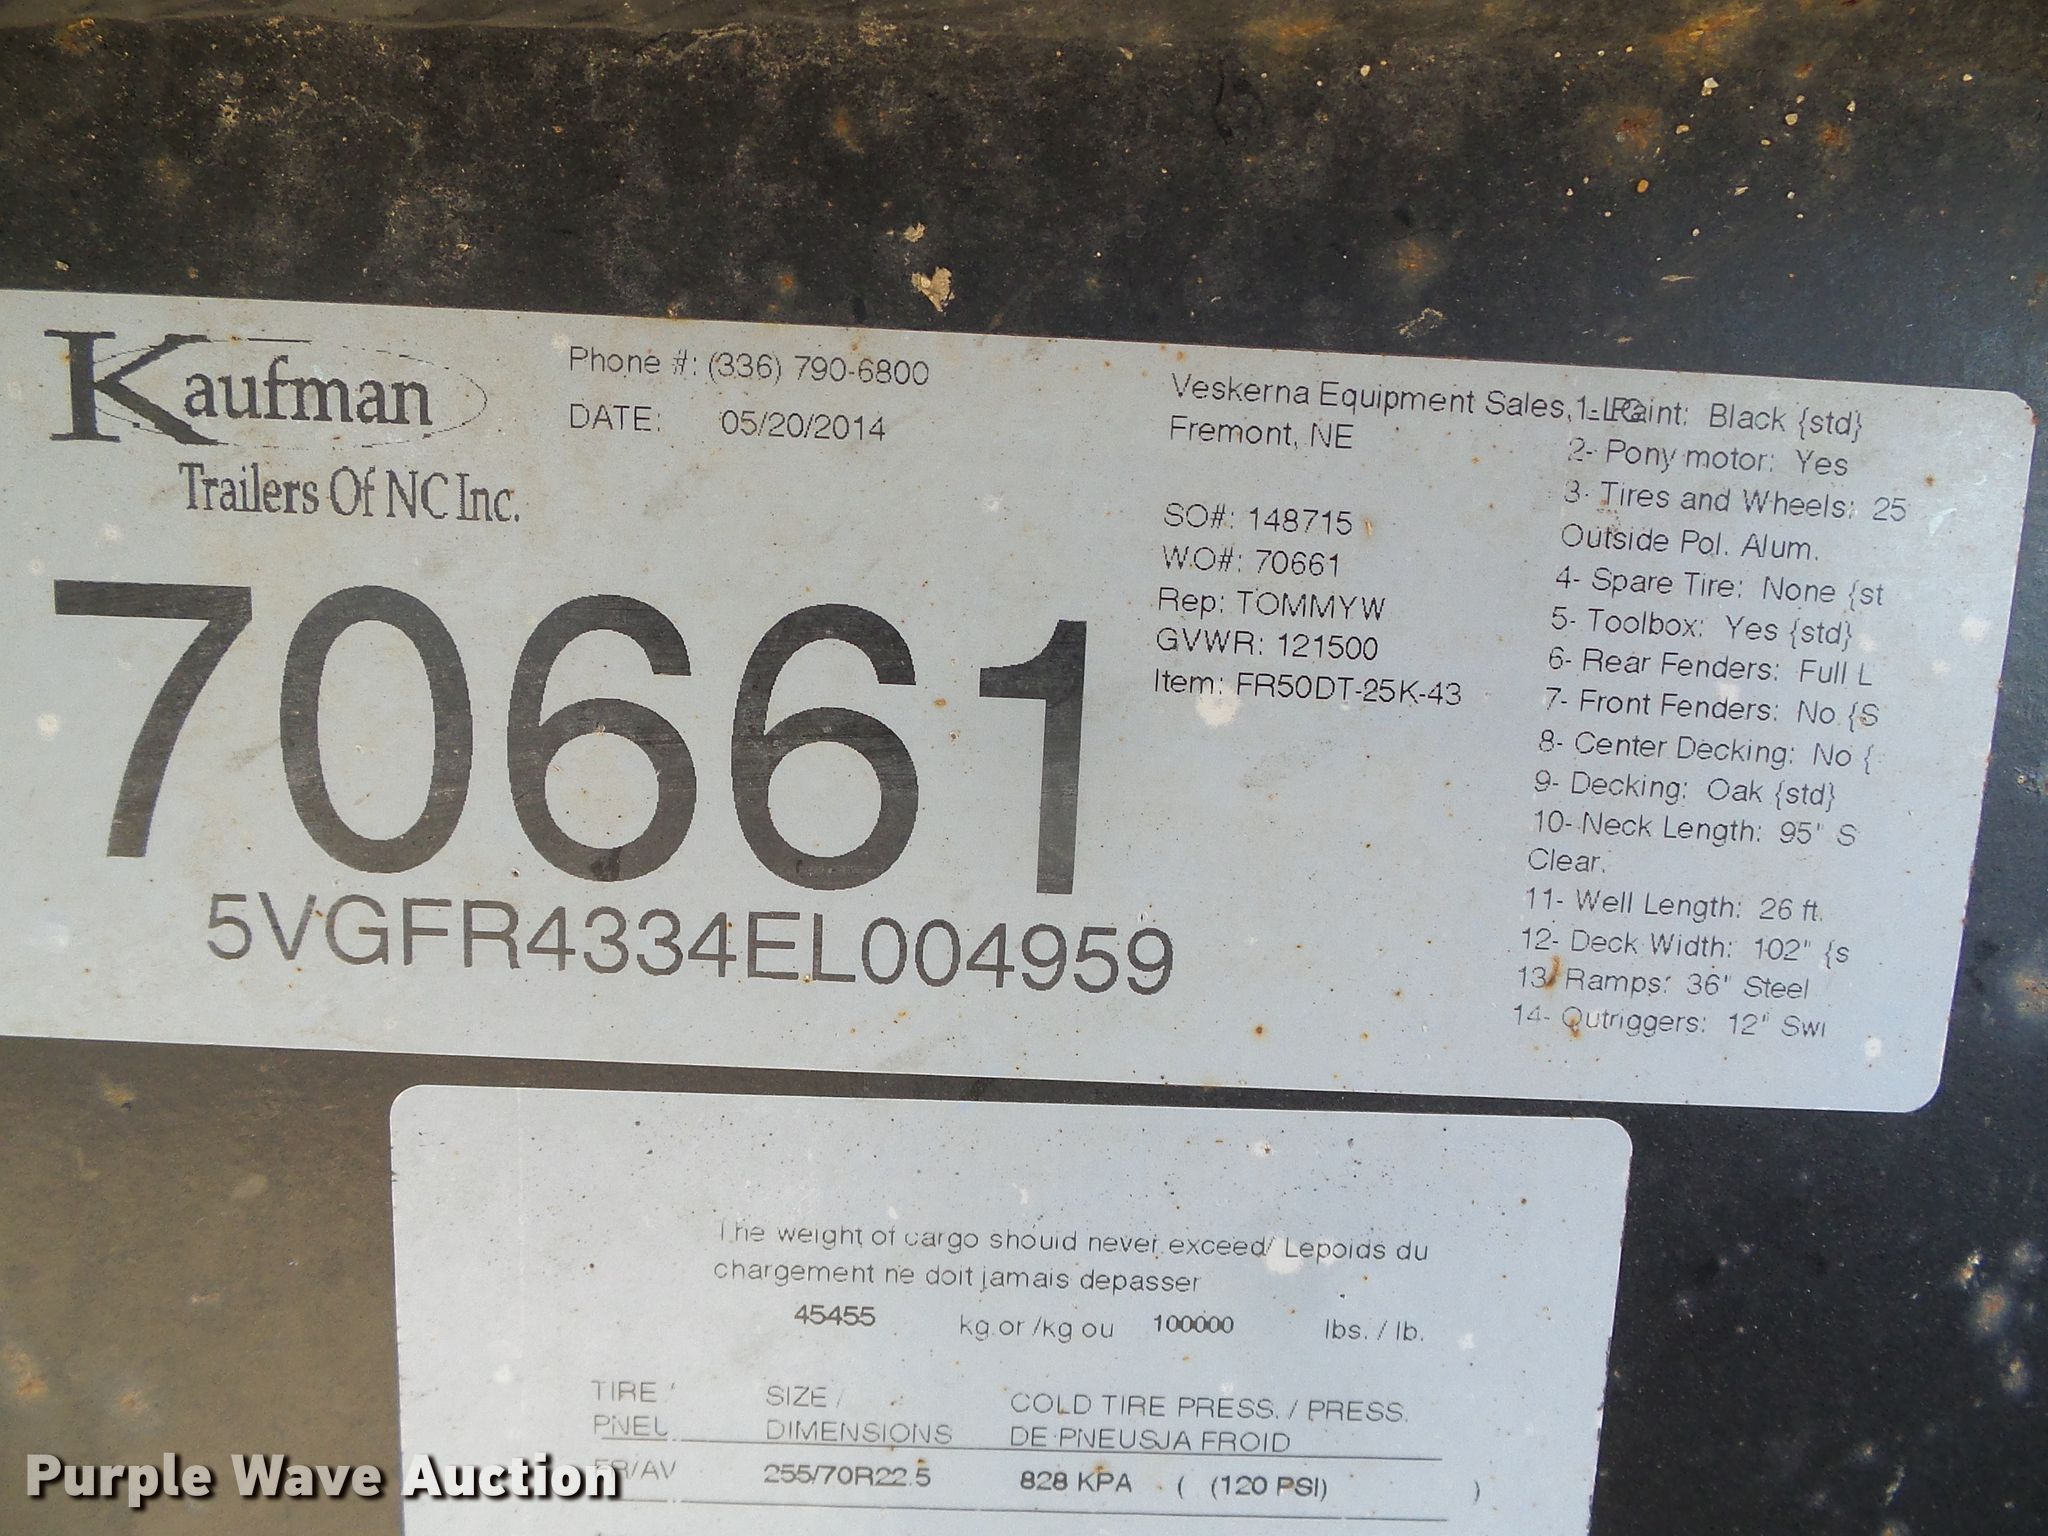 Kaufman
Trailers Of NC Inc.
Phone #: (336) 790-6800
DATE: 05/20/2014
70661
5VGFR4334EL004959
Veskerna Equipment Sales,
Fremont, NE
SO#: 148715
WO#: 70661
Rep: TOMMYW
GVWR: 121500
Item: FR50DT-25K-43
1- Paint: Black {std}
2- Pony motor: Yes
3- Tires and Wheels: 25
Outside Pol. Alum.
4- Spare Tire: None {st
5- Toolbox: Yes {std}
6- Rear Fenders: Full L
7- Front Fenders: No {S
8- Center Decking: No {
9- Decking: Oak {std}
10- Neck Length: 95" S
Clear.
11- Well Length: 26 ft.
12- Deck Width: 102" {s
13- Ramps: 36" Steel
14- Outriggers: 12" Swi
The weight of cargo should never exceed/ Lepoids du
chargement ne doit jamais depasser
45455 kg or /kg ou 100000 lbs. / lb.
TIRE / SIZE / COLD TIRE PRESS. / PRESS.
PNEU DIMENSIONS DE PNEUSJA FROID
FR/AV 255/70R22.5 828 KPA ( (120 PSI) )
Purple Wave Auction